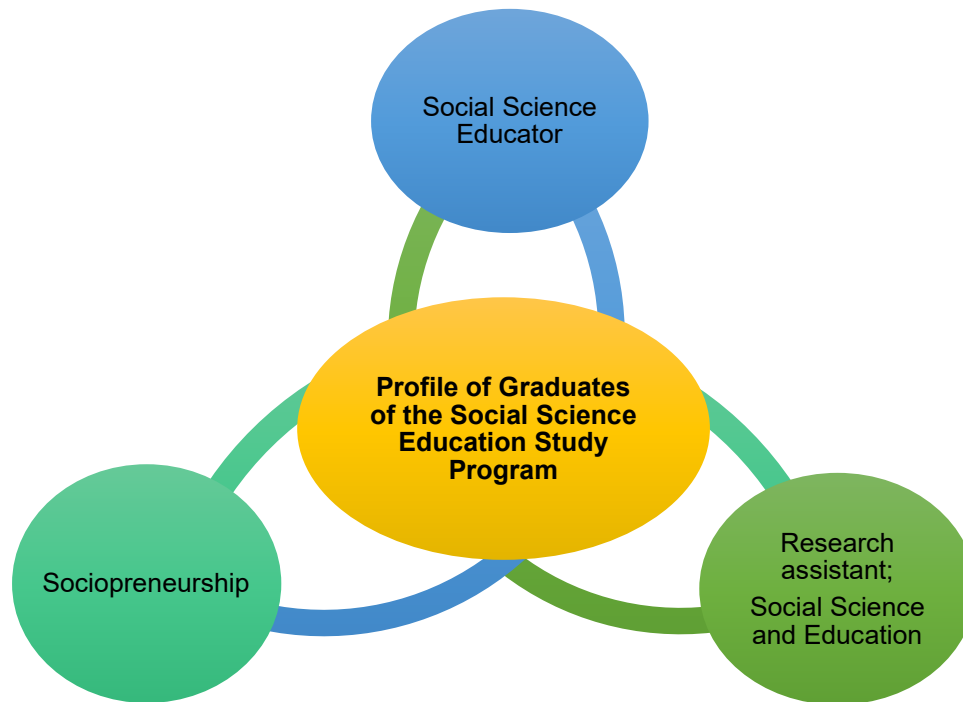 Social Science
Educator
Profile of Graduates
of the Social Science
Education Study
Program
Sociopreneurship
Research
assistant;
Social Science
and Education